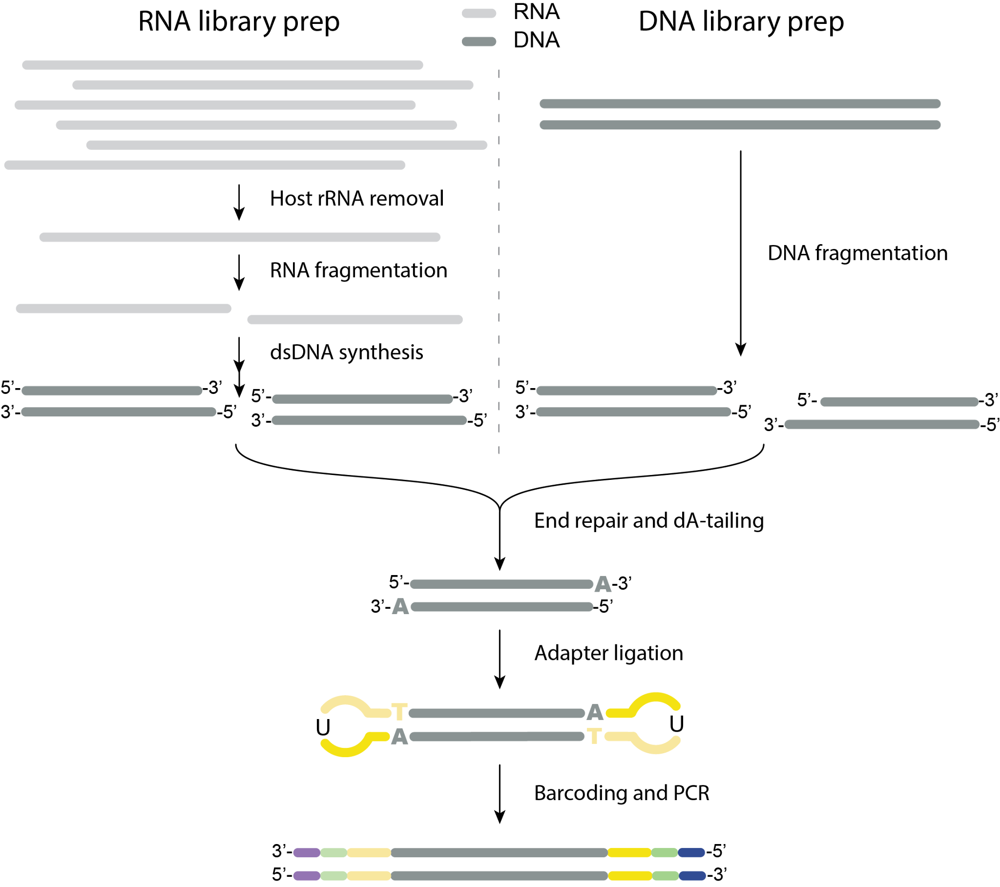 RNA library prep
RNA
DNA
DNA library prep
Host rRNA removal
RNA fragmentation
dsDNA synthesis
DNA fragmentation
5’- -3’
3’- -5’
5’- -3’
3’- -5’
5’- -3’
3’- -5’
5’- -3’
3’- -5’
End repair and dA-tailing
5’- A-3’
3’-A -5’
Adapter ligation
T A
U U
A T
Barcoding and PCR
3’- -5’
5’- -3’